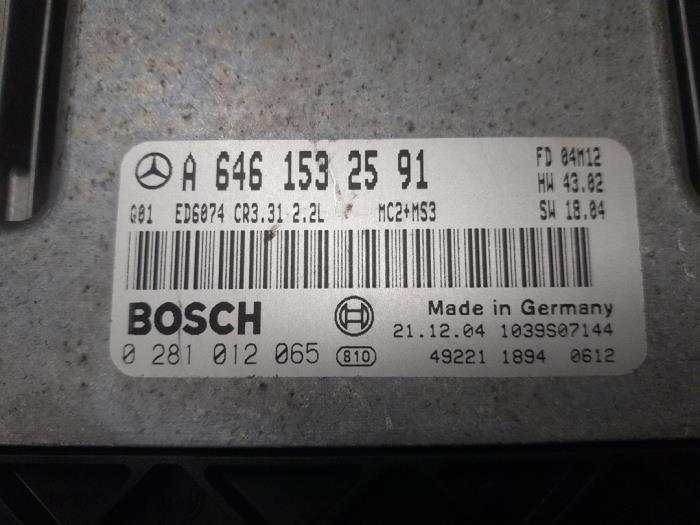 A 646 153 25 91
FD 04M12
HW 43.02
G01 ED6074 CR3.31 2.2L MC2+MS3
SW 18.04
BOSCH
Made in Germany
21.12.04 1039S07144
0 281 012 065 810
49221 1894 0612